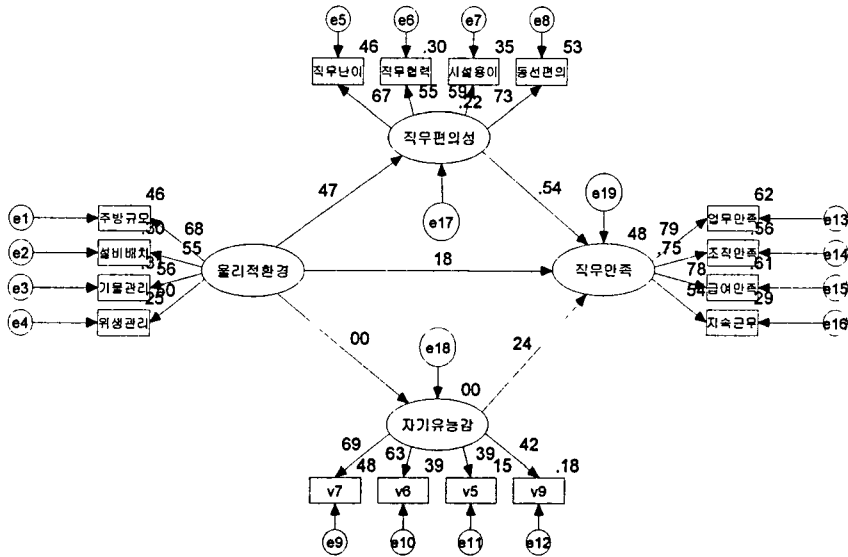 e5 e6 e7 e8
46 .30 35 53
직무난이 직무협력 시설용이 동선편의
67 55 59 .22 73
직무편의성
47 .54
e17 e19
46
e1 주방규모 68
.30
e2 설비배치 55
.31
e3 기물관리 56
.50
25
e4 위생관리
물리적환경
18
48
직무만족
62
79 업무만족 e13
.56
.75 조직만족 e14
.61
78 급여만족 e15
54 29
지속근무 e16
00 e18 24
00
자기유능감
69 63 39 42
48 39 15 .18
v7 v6 v5 v9
e9 e10 e11 e12